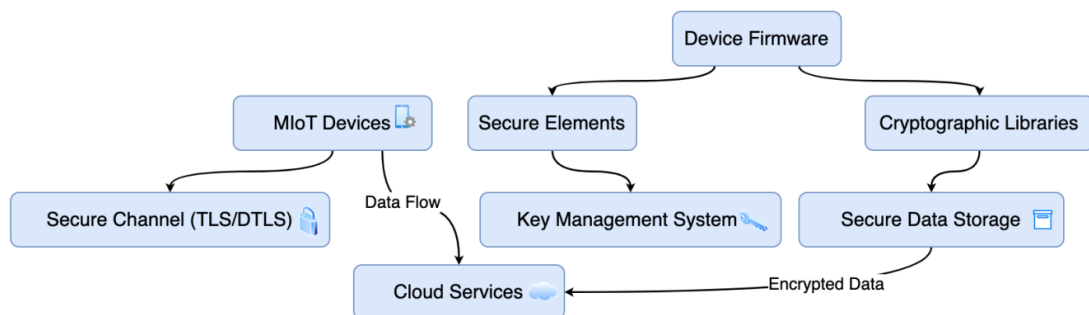 Device Firmware
MIoT Devices
Secure Elements
Cryptographic Libraries
Data Flow
Secure Channel (TLS/DTLS)
Key Management System
Secure Data Storage
Cloud Services
Encrypted Data